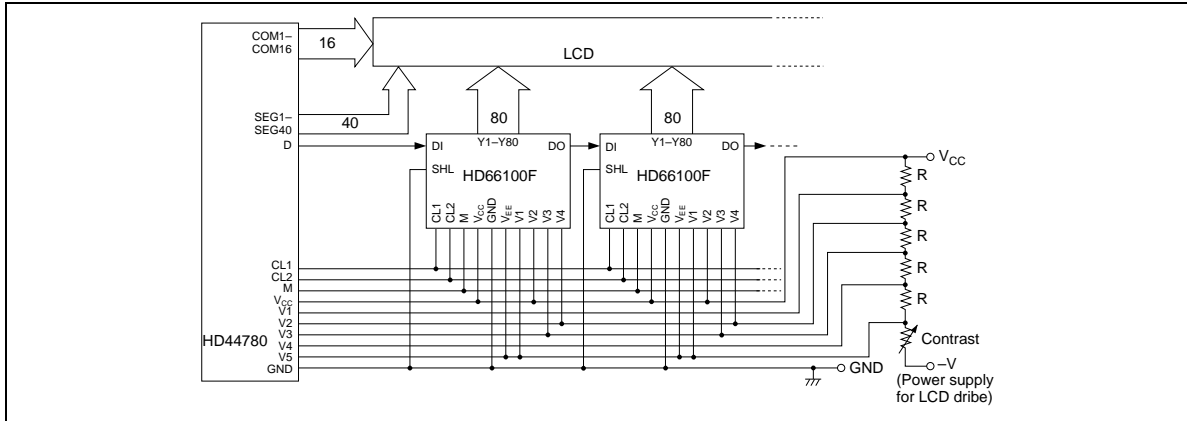 COM1–
COM16
16
LCD
SEG1–
SEG40
40
D
80
80
DI
Y1–Y80
DO
SHL
HD66100F
CL1
CL2
M
VCC
GND
VEE
V1
V2
V3
V4
DI
Y1–Y80
DO
SHL
HD66100F
CL1
CL2
M
VCC
GND
VEE
V1
V2
V3
V4
VCC
R
R
R
R
R
CL1
CL2
M
VCC
V1
V2
V3
V4
V5
GND
HD44780
Contrast
GND
–V
(Power supply
for LCD dribe)